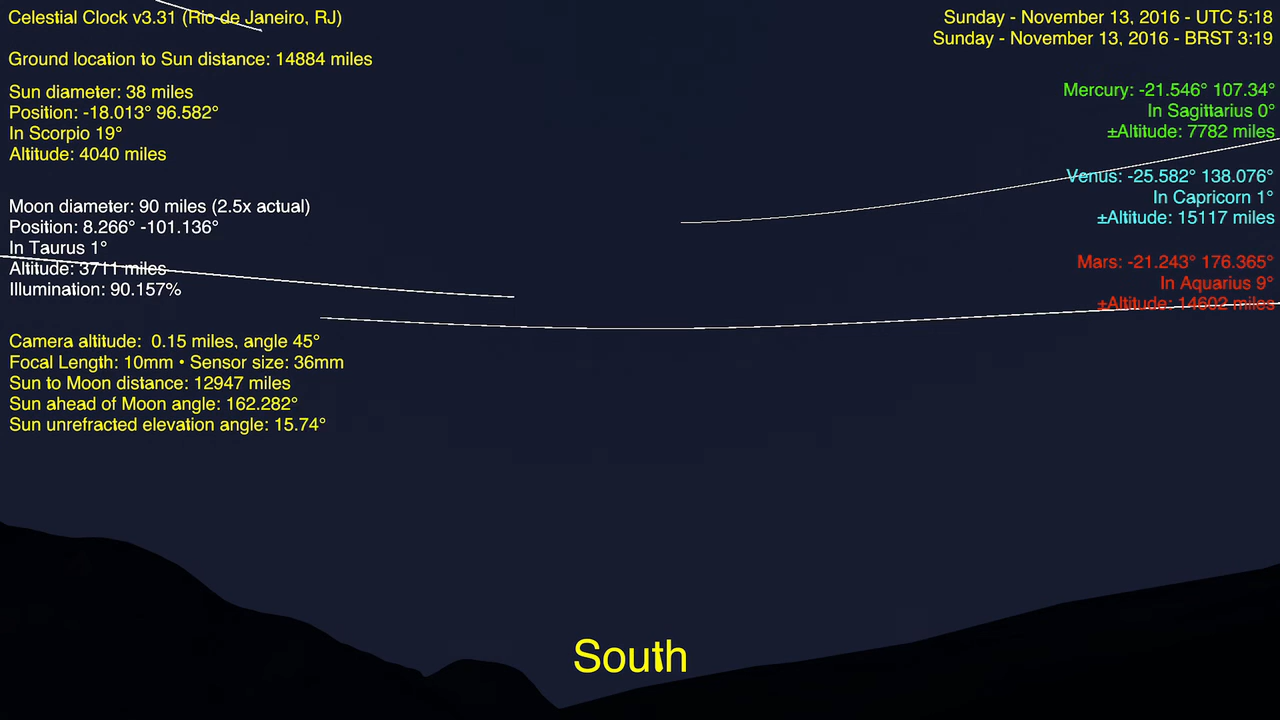 Celestial Clock v3.31 (Rio de Janeiro, RJ)
Ground location to Sun distance: 14884 miles
Sun diameter: 38 miles
Position: -18.013° 96.582°
In Scorpio 19°
Altitude: 4040 miles
Moon diameter: 90 miles (2.5x actual)
Position: 8.266° -101.136°
In Taurus 1°
Altitude: 3711 miles
Illumination: 90.157%
Camera altitude:  0.15 miles, angle 45°
Focal Length: 10mm • Sensor size: 36mm
Sun to Moon distance: 12947 miles
Sun ahead of Moon angle: 162.282°
Sun unrefracted elevation angle: 15.74°
Sunday - November 13, 2016 - UTC 5:18
Sunday - November 13, 2016 - BRST 3:19
Mercury: -21.546° 107.34°
In Sagittarius 0°
±Altitude: 7782 miles
Venus: -25.582° 138.076°
In Capricorn 1°
±Altitude: 15117 miles
Mars: -21.243° 176.365°
In Aquarius 9°
±Altitude: 14602 miles
South